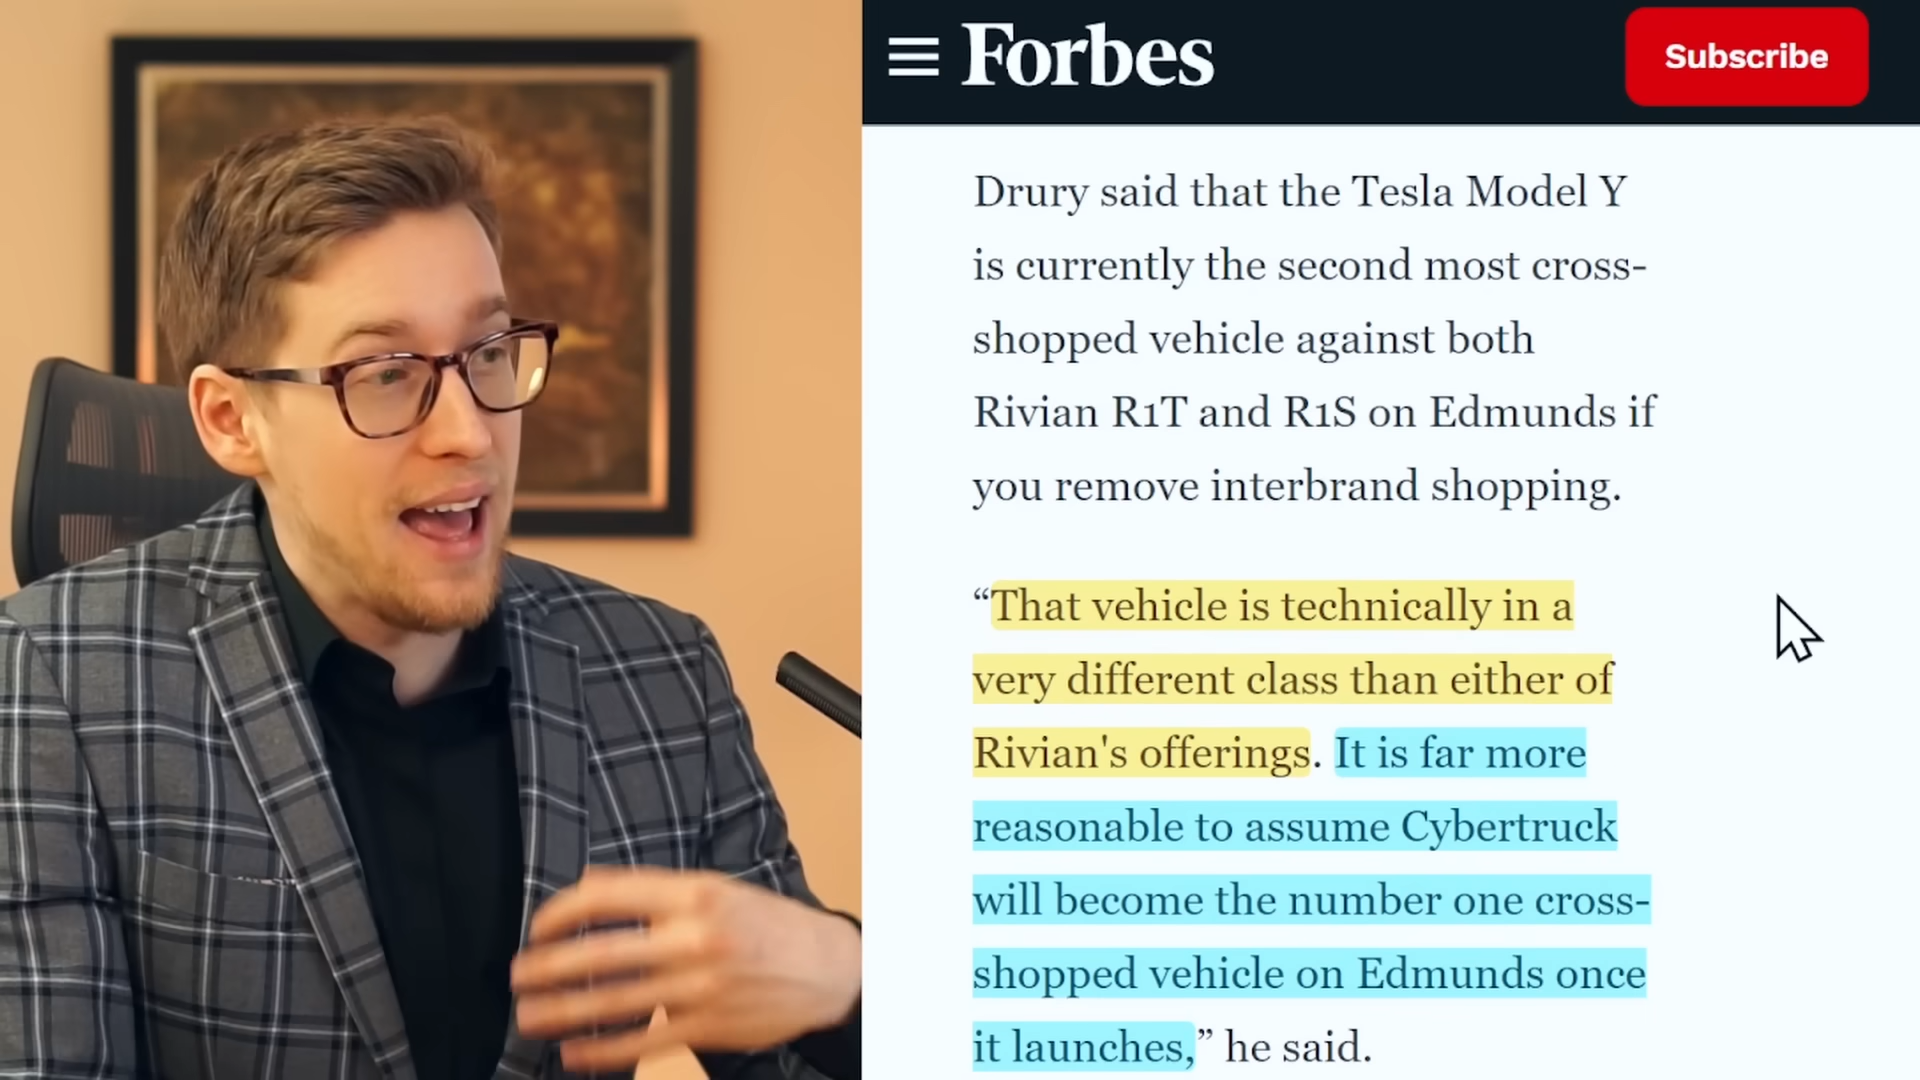 Forbes
Subscribe
Drury said that the Tesla Model Y
is currently the second most cross-
shopped vehicle against both
Rivian R1T and R1S on Edmunds if
you remove interbrand shopping.
“That vehicle is technically in a
very different class than either of
Rivian's offerings. It is far more
reasonable to assume Cybertruck
will become the number one cross-
shopped vehicle on Edmunds once
it launches,” he said.